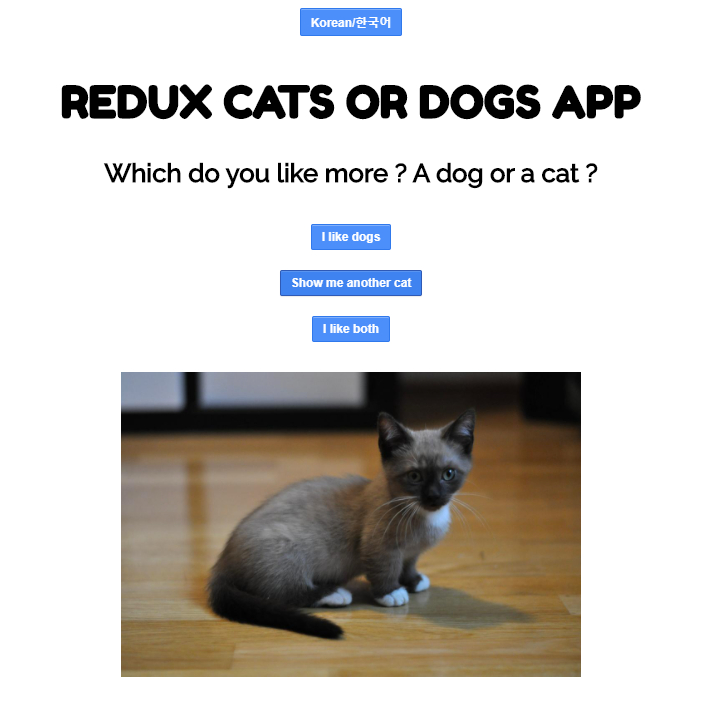 Korean/한국어
REDUX CATS OR DOGS APP
Which do you like more ? A dog or a cat ?
I like dogs
Show me another cat
I like both